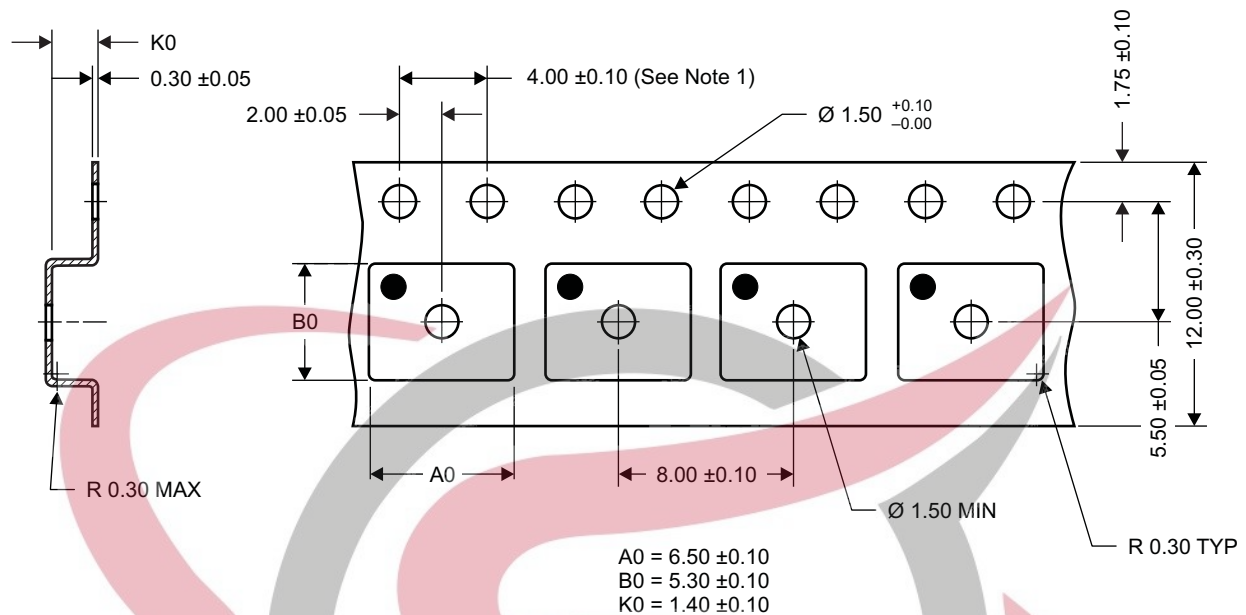 K0
0.30 ±0.05
4.00 ±0.10 (See Note 1)
2.00 ±0.05
Ø 1.50 +0.10 –0.00
1.75 ±0.10
12.00 ±0.30
5.50 ±0.05
B0
A0
8.00 ±0.10
R 0.30 MAX
Ø 1.50 MIN
R 0.30 TYP
A0 = 6.50 ±0.10
B0 = 5.30 ±0.10
K0 = 1.40 ±0.10